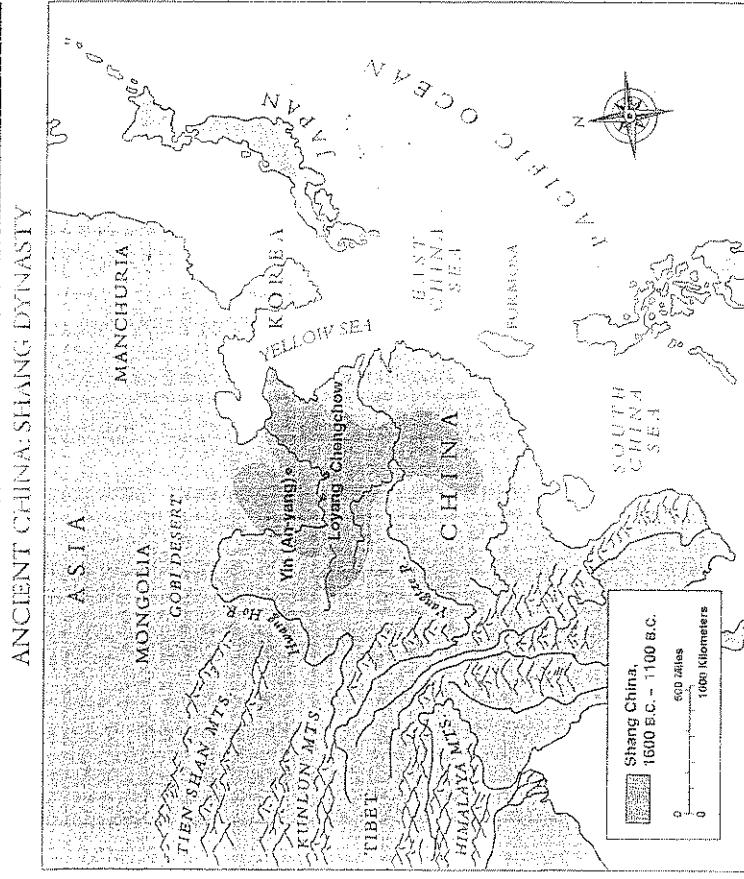 ANCIENT CHINA: SHANG DYNASTY
ASIA
MANCHURIA
MONGOLIA
GOBI DESERT
TIEN SHAN MTS.
KUNLUN MTS.
TIBET
HIMALAYA MTS.
Hwang Ho R.
Yin (An-yang)
Loyang
Chengchow
Yangtze R.
CHINA
KOREA
YELLOW SEA
JAPAN
EAST
CHINA
SEA
FORMOSA
PACIFIC OCEAN
SOUTH
CHINA
SEA
N
Shang China,
1600 B.C. – 1100 B.C.
0 500 Miles
0 1000 Kilometers